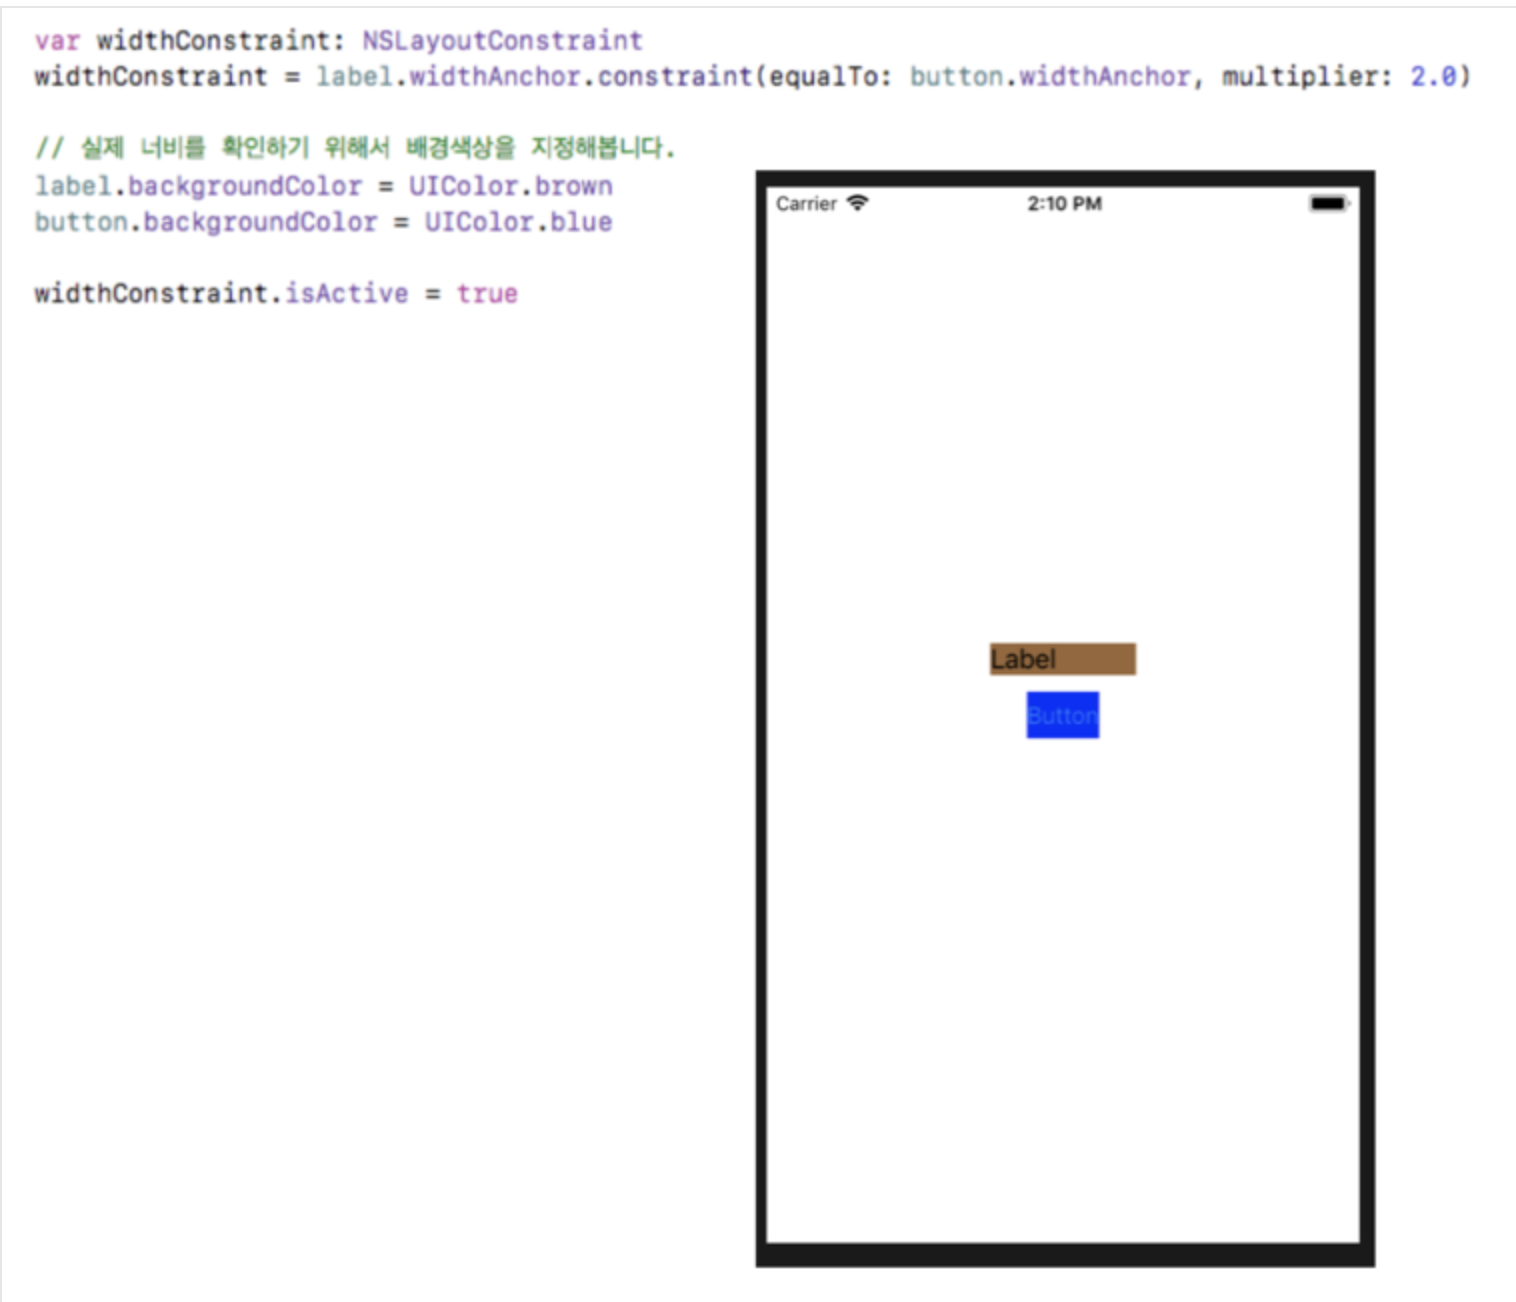 var widthConstraint: NSLayoutConstraint
widthConstraint = label.widthAnchor.constraint(equalTo: button.widthAnchor, multiplier: 2.0)
// 실제 너비를 확인하기 위해서 배경색상을 지정해봅니다.
label.backgroundColor = UIColor.brown
button.backgroundColor = UIColor.blue
widthConstraint.isActive = true
Carrier 2:10 PM
Label
Button